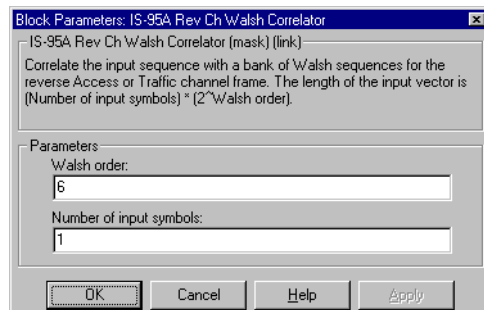 Block Parameters: IS-95A Rev Ch Walsh Correlator
IS-95A Rev Ch Walsh Correlator (mask) (link)
Correlate the input sequence with a bank of Walsh sequences for the
reverse Access or Traffic channel frame. The length of the input vector is
(Number of input symbols) * (2^Walsh order).
Parameters
Walsh order:
6
Number of input symbols:
1
OK Cancel Help Apply